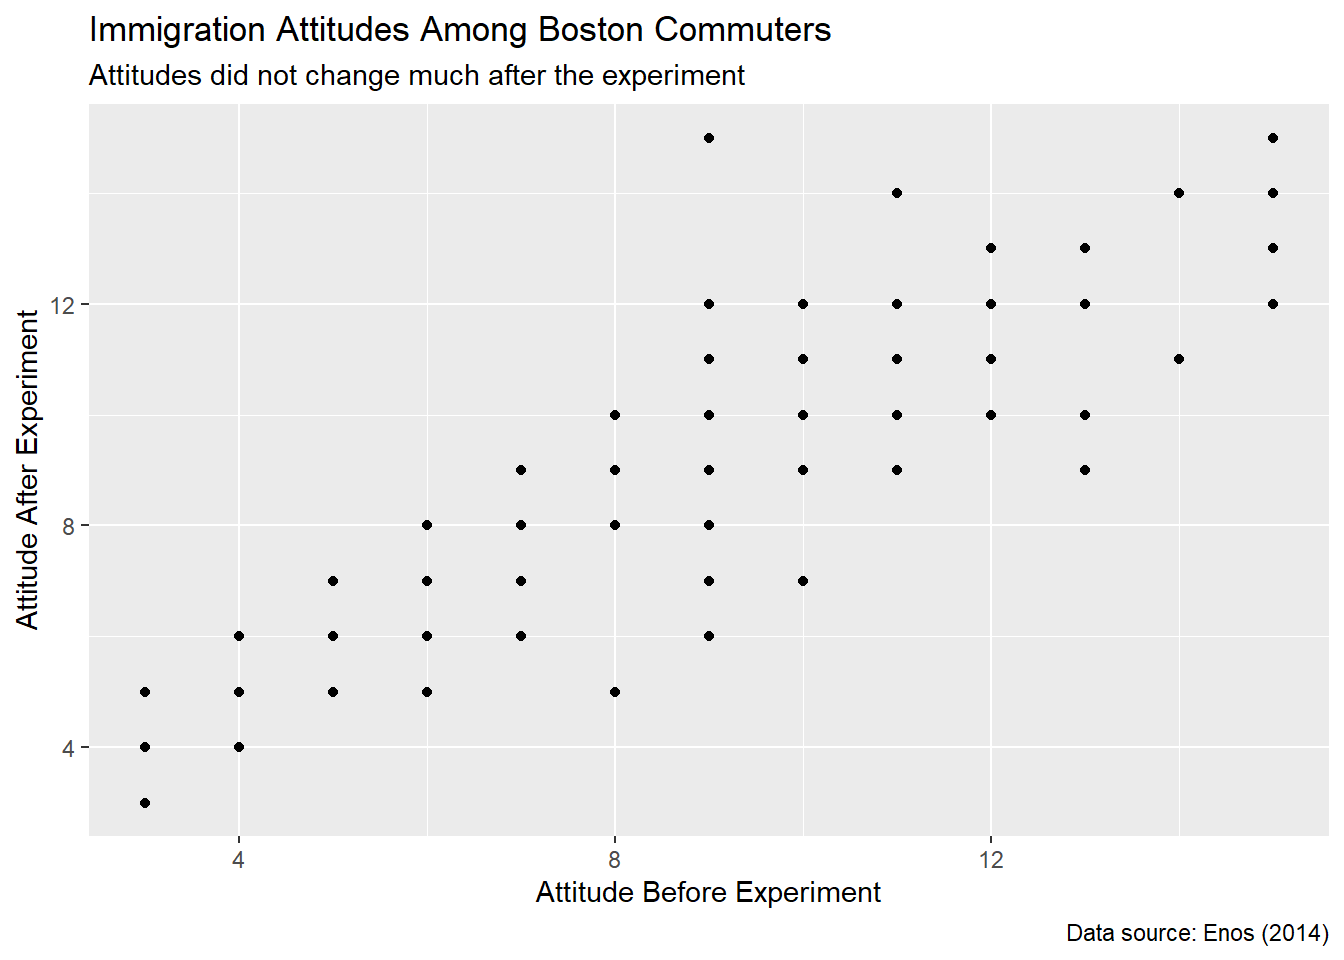 Immigration Attitudes Among Boston Commuters
Attitudes did not change much after the experiment
12
8
4
Attitude After Experiment
4 8 12
Attitude Before Experiment
Data source: Enos (2014)